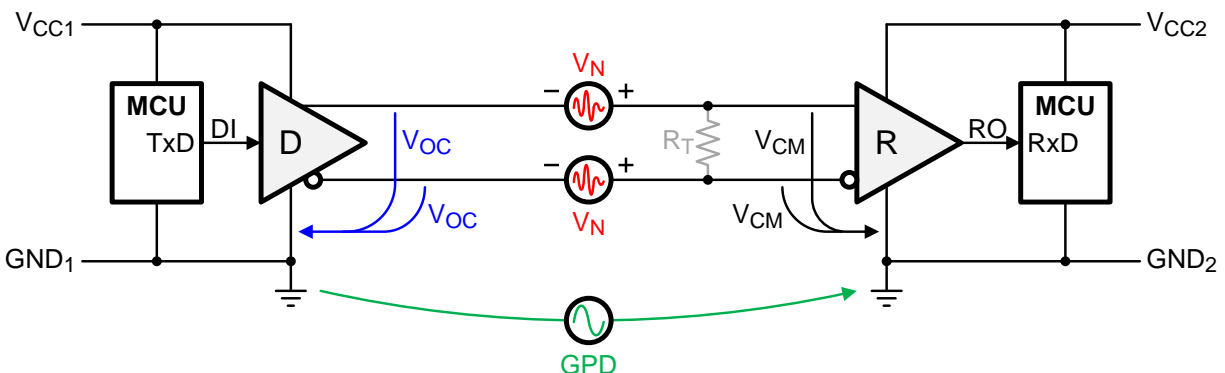 VCC1
VCC2
VN
MCU
MCU
− +
TxD
DI
D
VOC
RT
VCM
R
RO
RxD
− +
VOC
VN
VCM
GND1
GND2
GPD